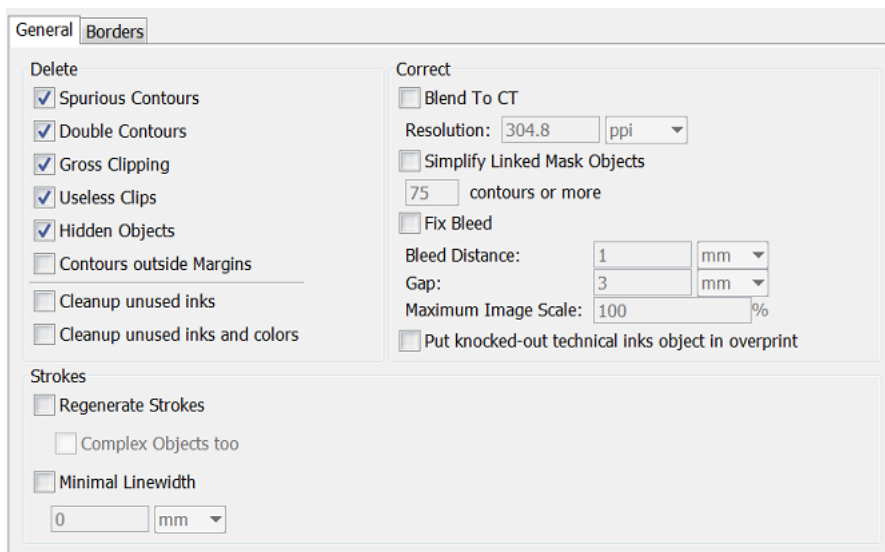 General Borders
Delete
Spurious Contours
Double Contours
Gross Clipping
Useless Clips
Hidden Objects
Contours outside Margins
Cleanup unused inks
Cleanup unused inks and colors
Correct
Blend To CT
Resolution: 304.8 ppi
Simplify Linked Mask Objects
75 contours or more
Fix Bleed
Bleed Distance: 1 mm
Gap: 3 mm
Maximum Image Scale: 100 %
Put knocked-out technical inks object in overprint
Strokes
Regenerate Strokes
Complex Objects too
Minimal Linewidth
0 mm